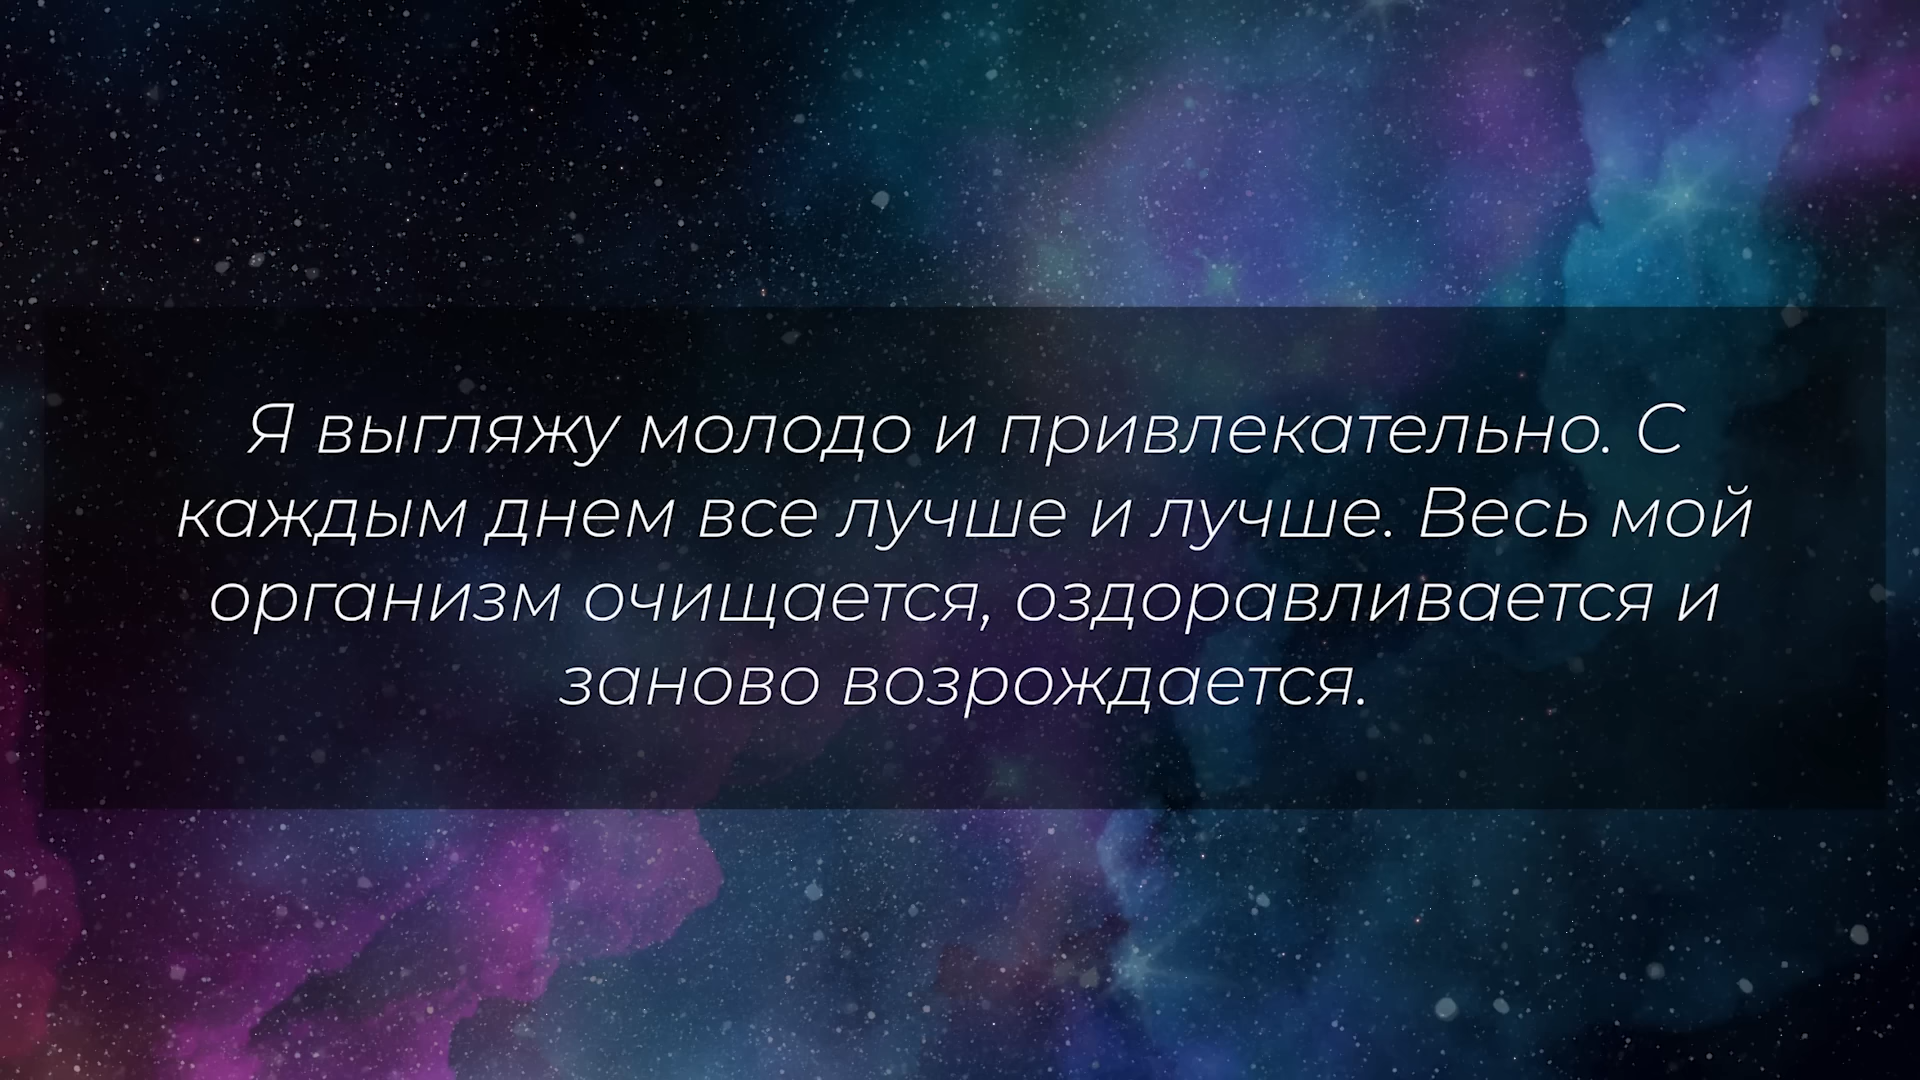 Я выгляжу молодо и привлекательно. С
каждым днем все лучше и лучше. Весь мой
организм очищается, оздоравливается и
заново возрождается.